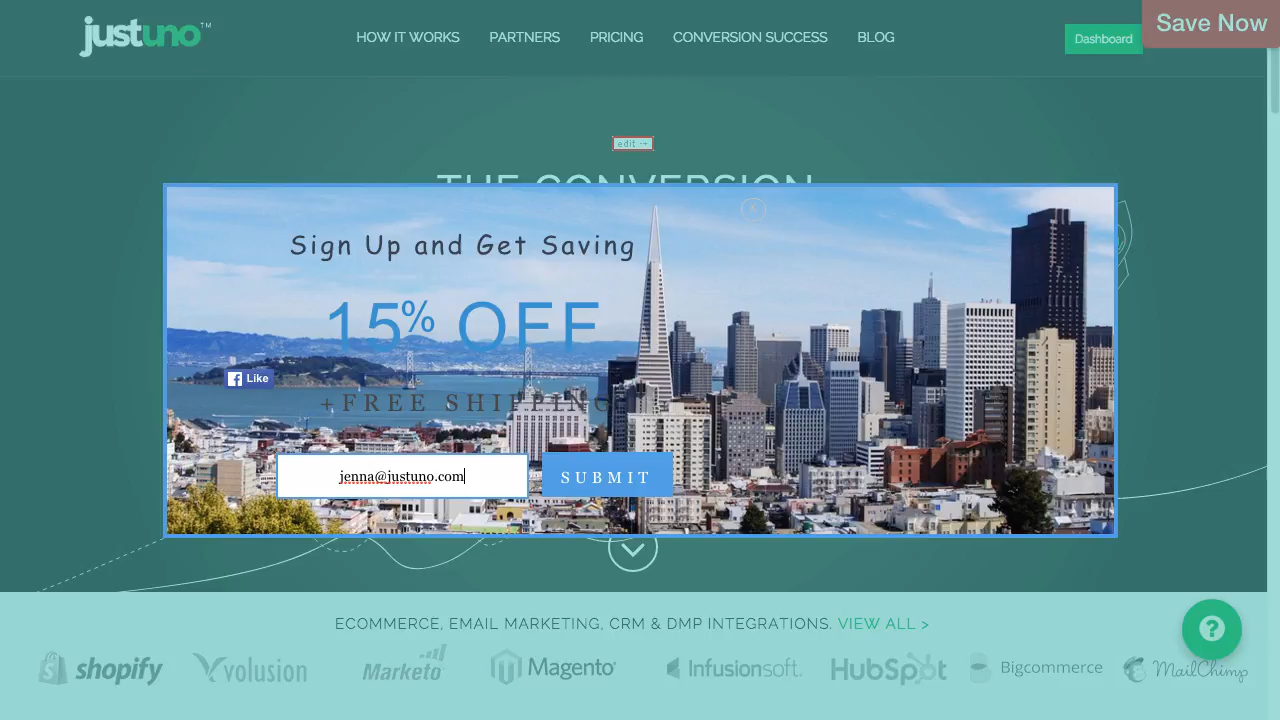 justuno™
HOW IT WORKS PARTNERS PRICING CONVERSION SUCCESS BLOG
Dashboard
Save Now
edit →
THE CONVERSION
X
Sign Up and Get Saving
15% OFF
Like
+FREE SHIPPING
jenna@justuno.com
SUBMIT
ECOMMERCE, EMAIL MARKETING, CRM & DMP INTEGRATIONS. VIEW ALL >
?
shopify volusion Marketo Magento Infusionsoft. HubSpot Bigcommerce MailChimp